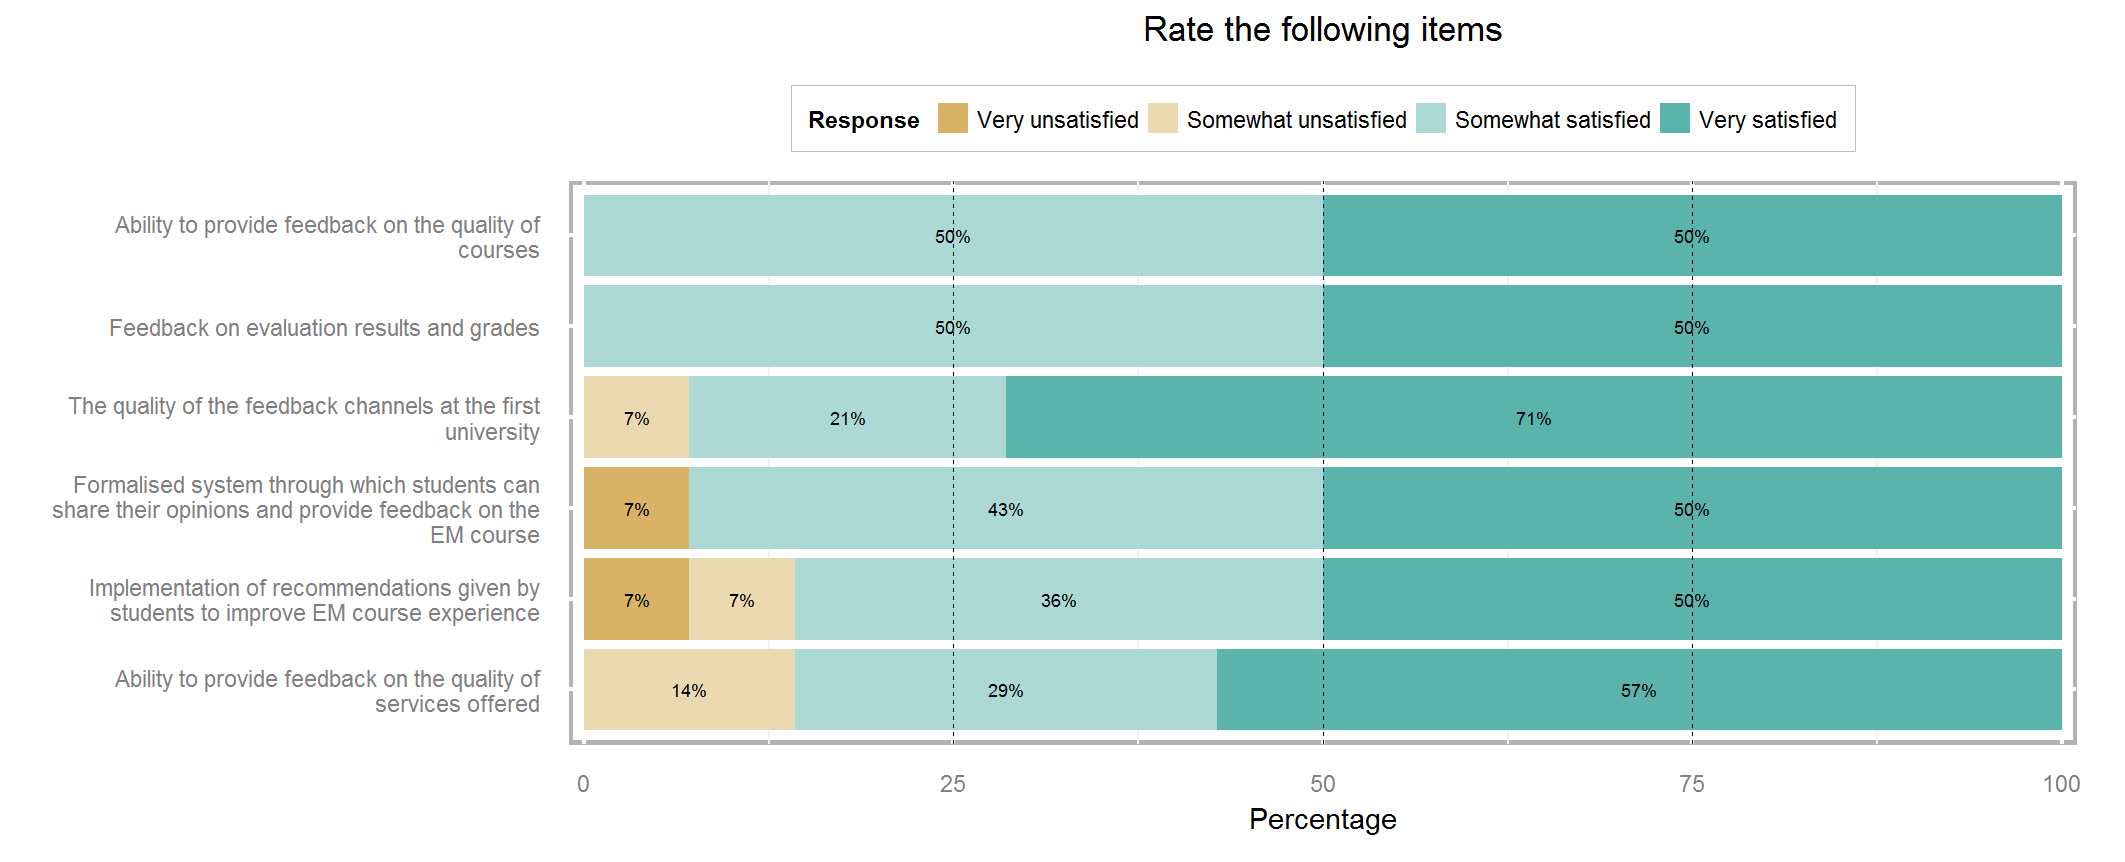 Rate the following items
Response Very unsatisfied Somewhat unsatisfied Somewhat satisfied Very satisfied
Ability to provide feedback on the quality of
courses
50% 50%
Feedback on evaluation results and grades
50% 50%
The quality of the feedback channels at the first
university
7% 21% 71%
Formalised system through which students can
share their opinions and provide feedback on the
EM course
7% 43% 50%
Implementation of recommendations given by
students to improve EM course experience
7% 7% 36% 50%
Ability to provide feedback on the quality of
services offered
14% 29% 57%
0 25 50 75 100
Percentage